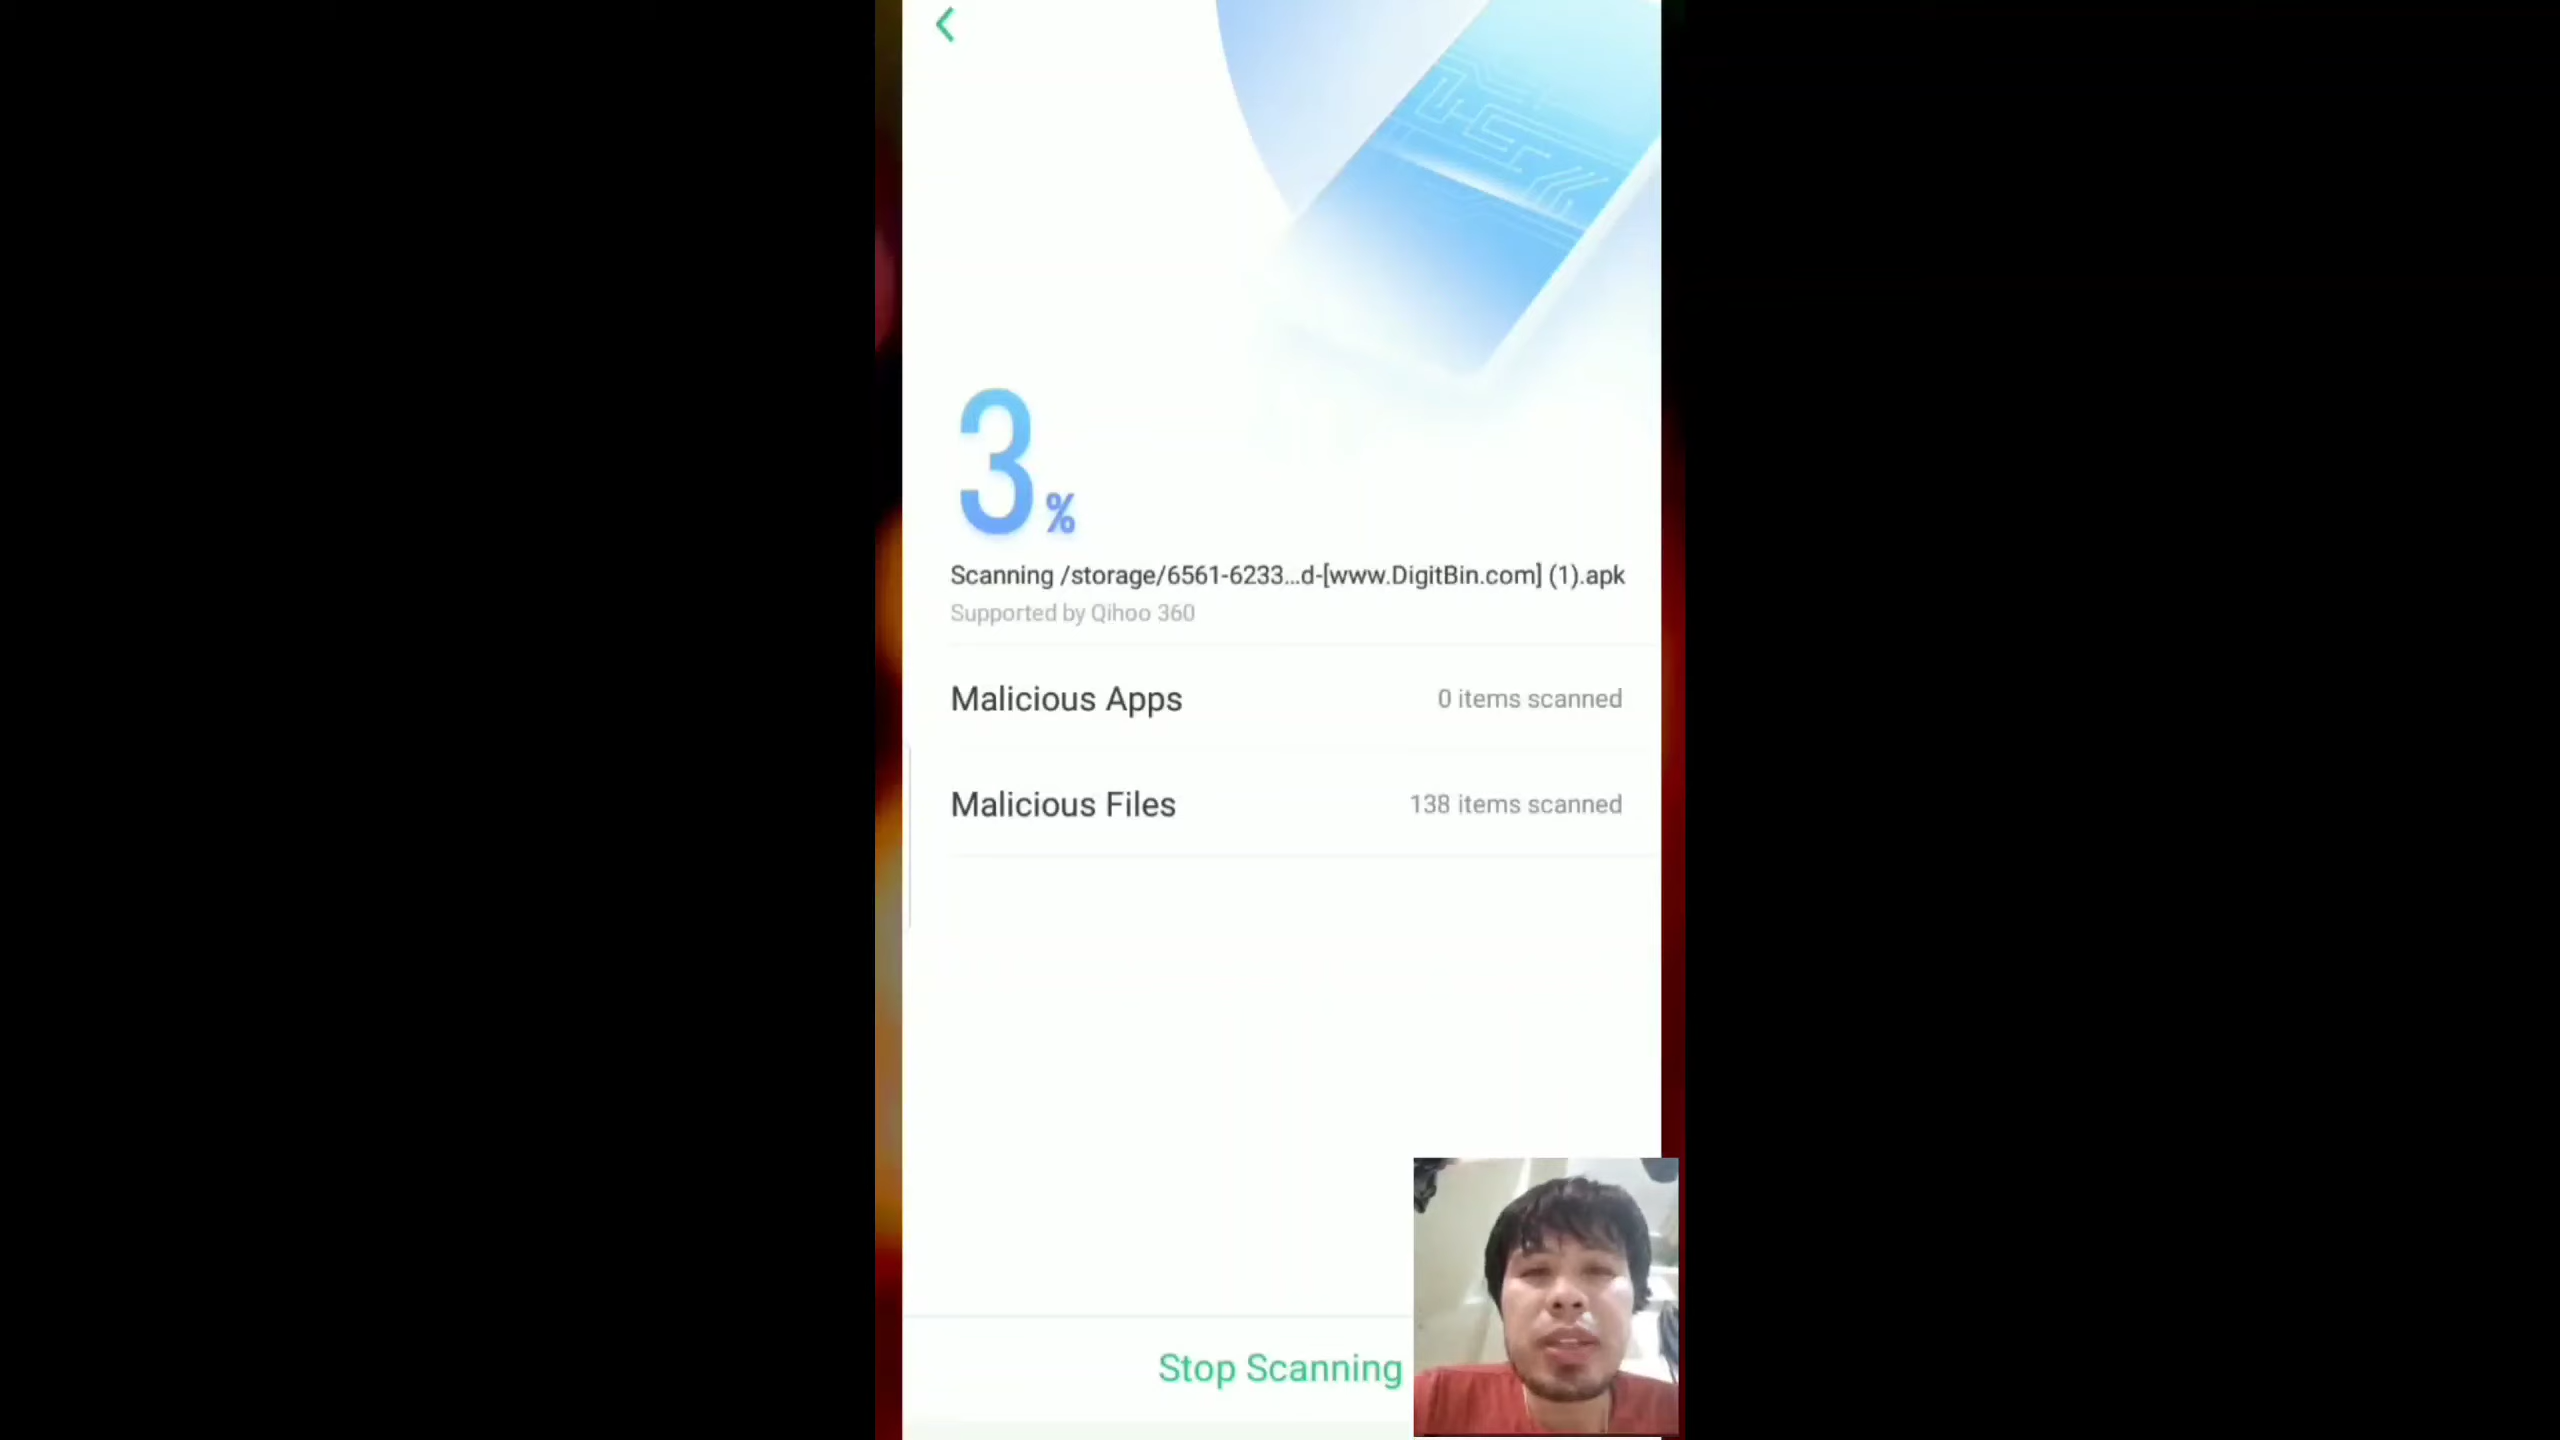 3%
Scanning /storage/6561-6233...d-[www.DigitBin.com] (1).apk
Supported by Qihoo 360
Malicious Apps 0 items scanned
Malicious Files 138 items scanned
Stop Scanning